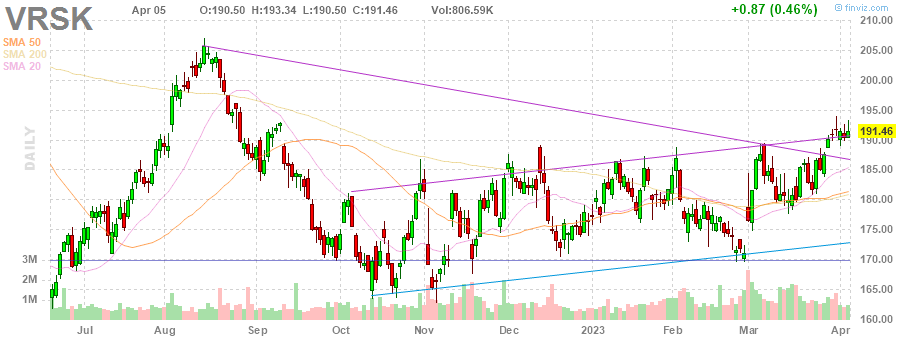 VRSK Apr 05 O:190.50 H:193.34 L:190.50 C:191.46 Vol:806.59K +0.87 (0.46%) © finviz.com
SMA 50
SMA 200
SMA 20
DAILY
210.00
205.00
200.00
195.00
191.46
190.00
185.00
180.00
175.00
3M 170.00
2M
1M 165.00
160.00
Jul Aug Sep Oct Nov Dec 2023 Feb Mar Apr